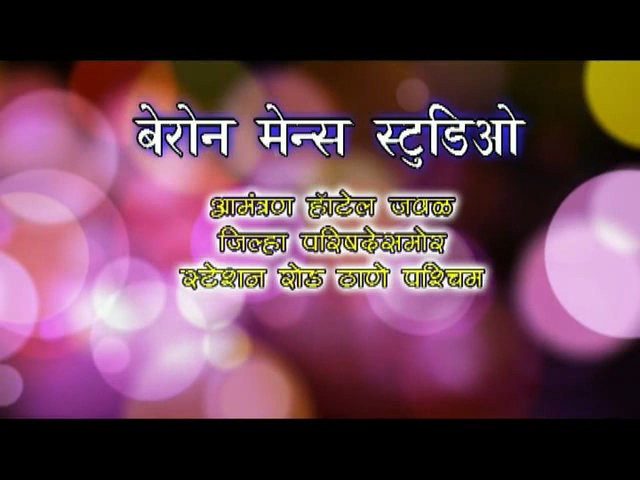 बेरोन मेन्स स्टुडिओ
आमंत्रण हॉटेल जवळ
जिल्हा परिषदेसमोर
स्टेशन रोड ठाणे पश्चिम